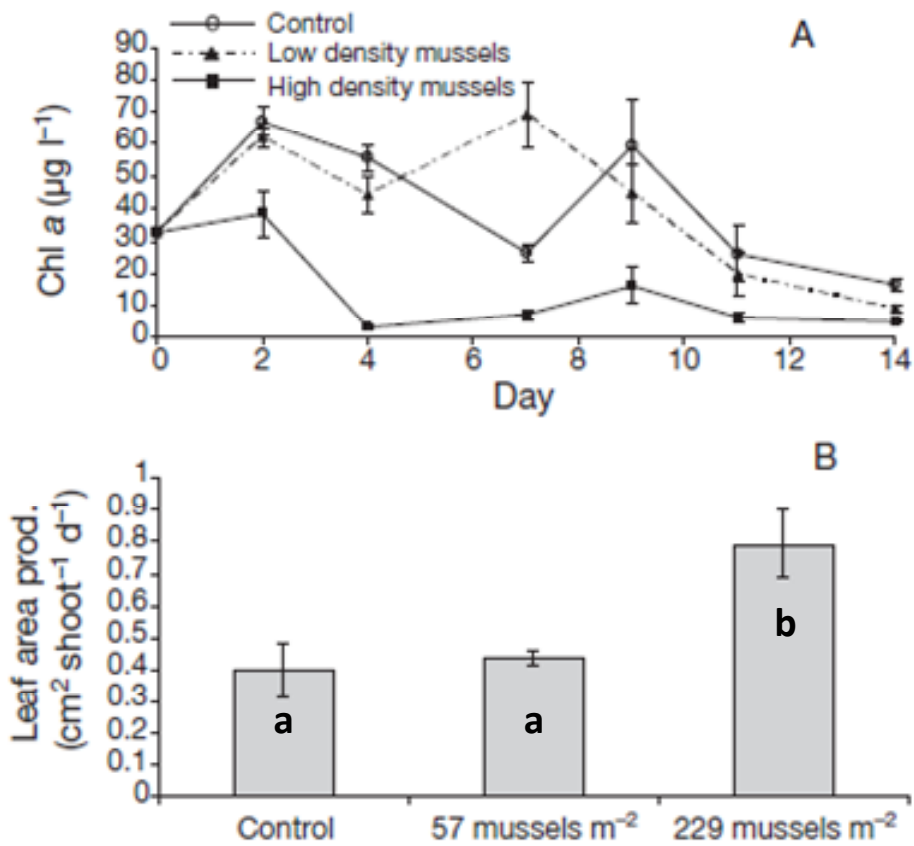 Control
Low density mussels
High density mussels
A
90
80
70
60
50
40
30
20
10
0
Chl a (µg l⁻¹)
0 2 4 6 8 10 12 14
Day
B
1
0.9
0.8
0.7
0.6
0.5
0.4
0.3
0.2
0.1
0
Leaf area prod.
(cm² shoot⁻¹ d⁻¹)
a a b
Control 57 mussels m⁻² 229 mussels m⁻²